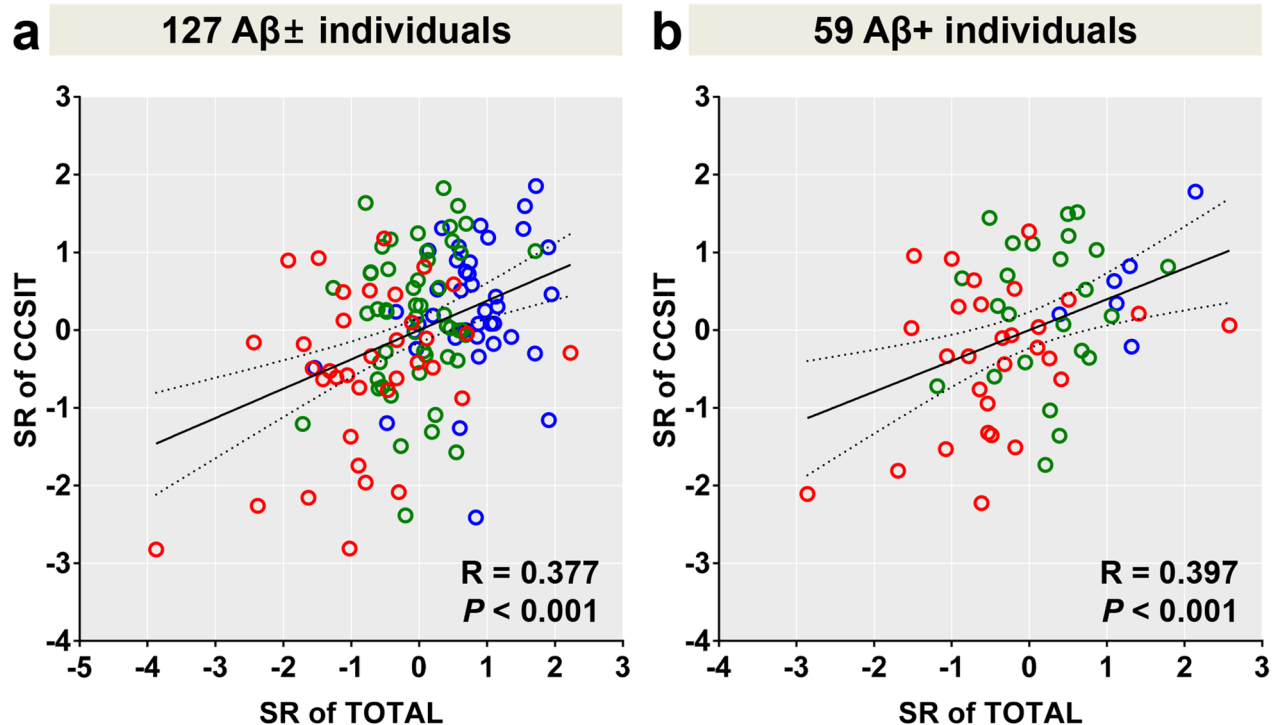 a
127 Aβ± individuals
SR of CCSIT
3
2
1
0
-1
-2
-3
-4
R = 0.377
P < 0.001
-5 -4 -3 -2 -1 0 1 2 3
SR of TOTAL
b
59 Aβ+ individuals
SR of CCSIT
3
2
1
0
-1
-2
-3
-4
R = 0.397
P < 0.001
-4 -3 -2 -1 0 1 2 3
SR of TOTAL